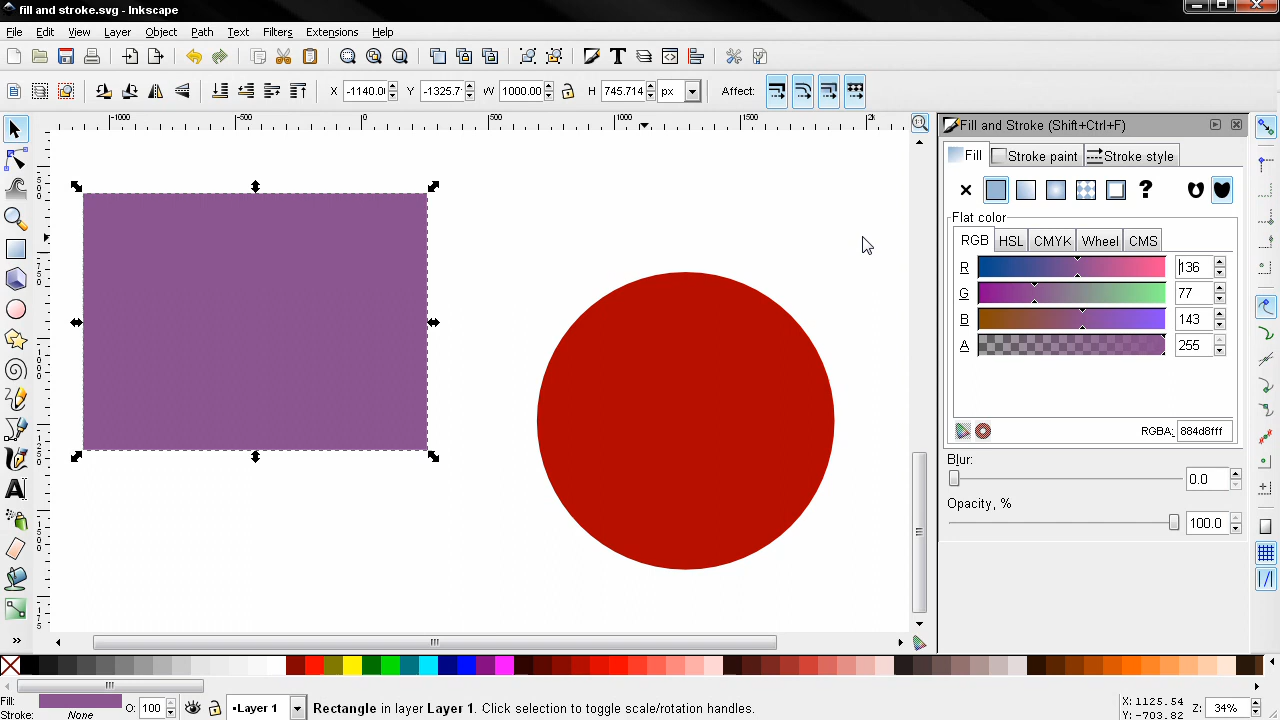 fill and stroke.svg - Inkscape
File Edit View Layer Object Path Text Filters Extensions Help
X -1140.0 Y -1325.7 W 1000.00 H 745.714 px Affect:
-1000 -500 0 500 1000 1500
Fill and Stroke (Shift+Ctrl+F)
Fill Stroke paint Stroke style
Flat color
RGB HSL CMYK Wheel CMS
R 136
G 77
B 143
A 255
RGBA: 884d8fff
Blur:
0.0
Opacity, %
100.0
Fill:
Stroke: None
O: 100
•Layer 1
Rectangle in layer Layer 1. Click selection to toggle scale/rotation handles.
X: 1125.54
Y: -703.82
Z: 34%